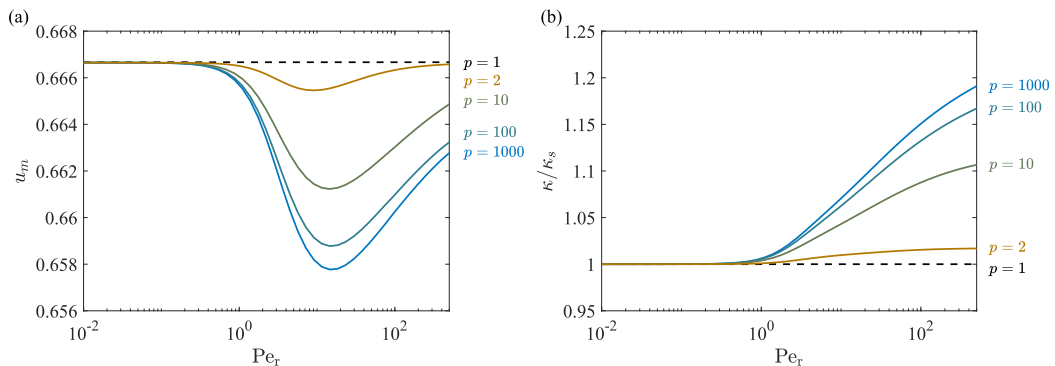 (a)
0.668
0.666
0.664
0.662
0.66
0.658
0.656
u_m
10^-2
10^0
10^2
Pe_r
p = 1
p = 2
p = 10
p = 100
p = 1000
(b)
1.25
1.2
1.15
1.1
1.05
1
0.95
κ/κ_s
10^-2
10^0
10^2
Pe_r
p = 1000
p = 100
p = 10
p = 2
p = 1